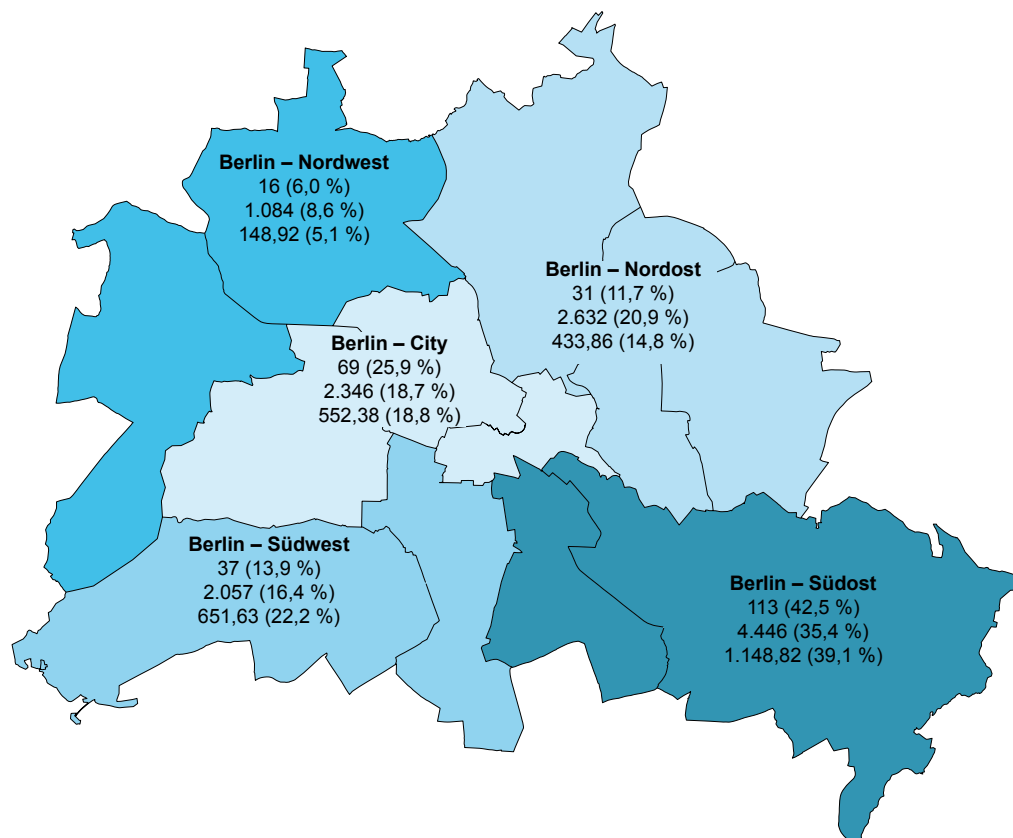 Berlin – Nordwest
16 (6,0 %)
1.084 (8,6 %)
148,92 (5,1 %)
Berlin – Nordost
31 (11,7 %)
2.632 (20,9 %)
433,86 (14,8 %)
Berlin – City
69 (25,9 %)
2.346 (18,7 %)
552,38 (18,8 %)
Berlin – Südwest
37 (13,9 %)
2.057 (16,4 %)
651,63 (22,2 %)
Berlin – Südost
113 (42,5 %)
4.446 (35,4 %)
1.148,82 (39,1 %)